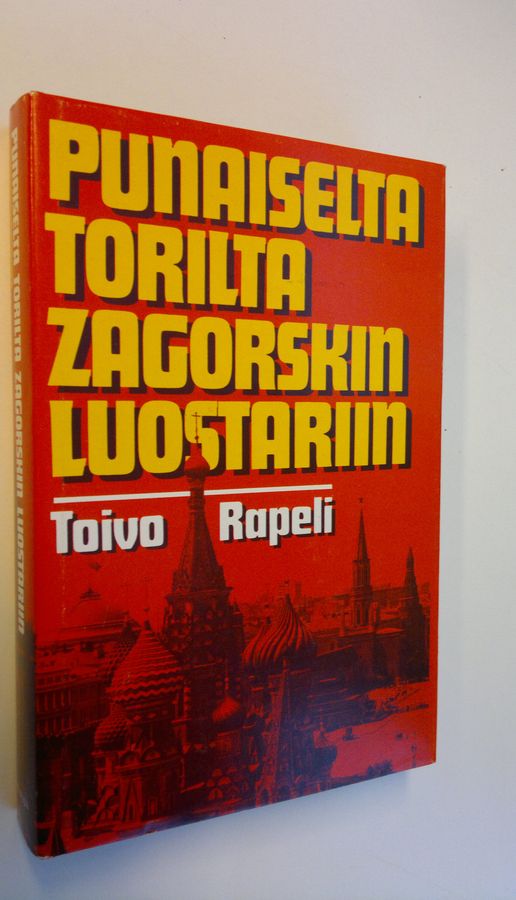 PUNAISELTA
TORILTA
ZAGORSKIN
LUOSTARIIN
Toivo Rapeli
PUNAISELTA TORILTA ZAGORSKIN LUOSTARIIN